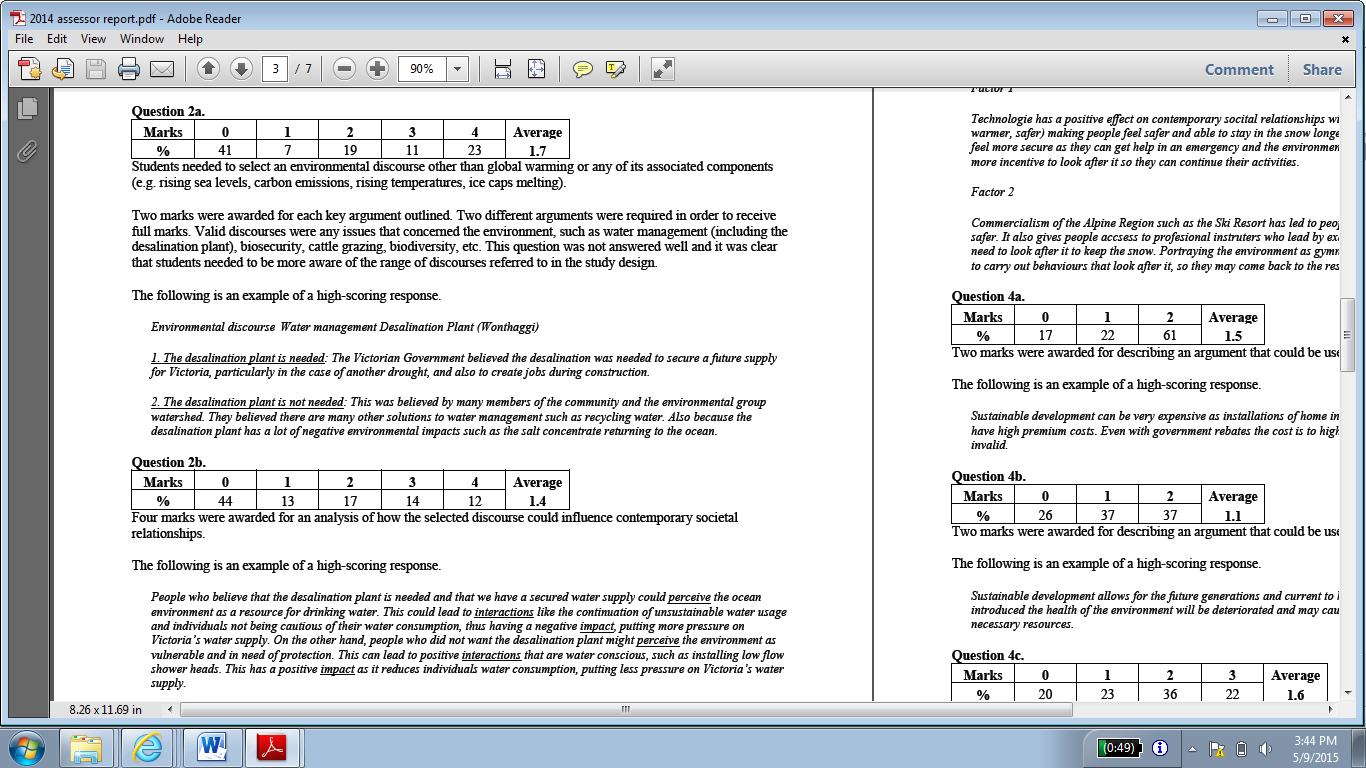 2014 assessor report.pdf - Adobe Reader
File Edit View Window Help
3 / 7 90% Comment Share
Question 2a.
Marks 0 1 2 3 4 Average
% 41 7 19 11 23 1.7
Students needed to select an environmental discourse other than global warming or any of its associated components
(e.g. rising sea levels, carbon emissions, rising temperatures, ice caps melting).
Two marks were awarded for each key argument outlined. Two different arguments were required in order to receive
full marks. Valid discourses were any issues that concerned the environment, such as water management (including the
desalination plant), biosecurity, cattle grazing, biodiversity, etc. This question was not answered well and it was clear
that students needed to be more aware of the range of discourses referred to in the study design.
The following is an example of a high-scoring response.
Environmental discourse Water management Desalination Plant (Wonthaggi)
1. The desalination plant is needed: The Victorian Government believed the desalination was needed to secure a future supply
for Victoria, particularly in the case of another drought, and also to create jobs during construction.
2. The desalination plant is not needed: This was believed by many members of the community and the environmental group
watershed. They believed there are many other solutions to water management such as recycling water. Also because the
desalination plant has a lot of negative environmental impacts such as the salt concentrate returning to the ocean.
Question 2b.
Marks 0 1 2 3 4 Average
% 44 13 17 14 12 1.4
Four marks were awarded for an analysis of how the selected discourse could influence contemporary societal
relationships.
The following is an example of a high-scoring response.
People who believe that the desalination plant is needed and that we have a secured water supply could perceive the ocean
environment as a resource for drinking water. This could lead to interactions like the continuation of unsustainable water usage
and individuals not being cautious of their water consumption, thus having a negative impact, putting more pressure on
Victoria's water supply. On the other hand, people who did not want the desalination plant might perceive the environment as
vulnerable and in need of protection. This can lead to positive interactions that are water conscious, such as installing low flow
shower heads. This has a positive impact as it reduces individuals water consumption, putting less pressure on Victoria's water
supply.
Factor 1
Technologie has a positive effect on contemporary socital relationships wi
warmer, safer) making people feel safer and able to stay in the snow longe
feel more secure as they can get help in an emergency and the environmen
more incentive to look after it so they can continue their activities.
Factor 2
Commercialism of the Alpine Region such as the Ski Resort has led to peop
safer. It also gives people accsess to profesional instruters who lead by ex
need to look after it to keep the snow. Portraying the environment as gymn
to carry out behaviours that look after it, so they may come back to the res
Question 4a.
Marks 0 1 2 Average
% 17 22 61 1.5
Two marks were awarded for describing an argument that could be use
The following is an example of a high-scoring response.
Sustainable development can be very expensive as installations of home in
have high premium costs. Even with government rebates the cost is to high
invalid.
Question 4b.
Marks 0 1 2 Average
% 26 37 37 1.1
Two marks were awarded for describing an argument that could be use
The following is an example of a high-scoring response.
Sustainable development allows for the future generations and current to
introduced the health of the environment will be deteriorated and may cau
necessary resources.
Question 4c.
Marks 0 1 2 3 Average
% 20 23 36 22 1.6
8.26 x 11.69 in
(0:49)
3:44 PM
5/9/2015